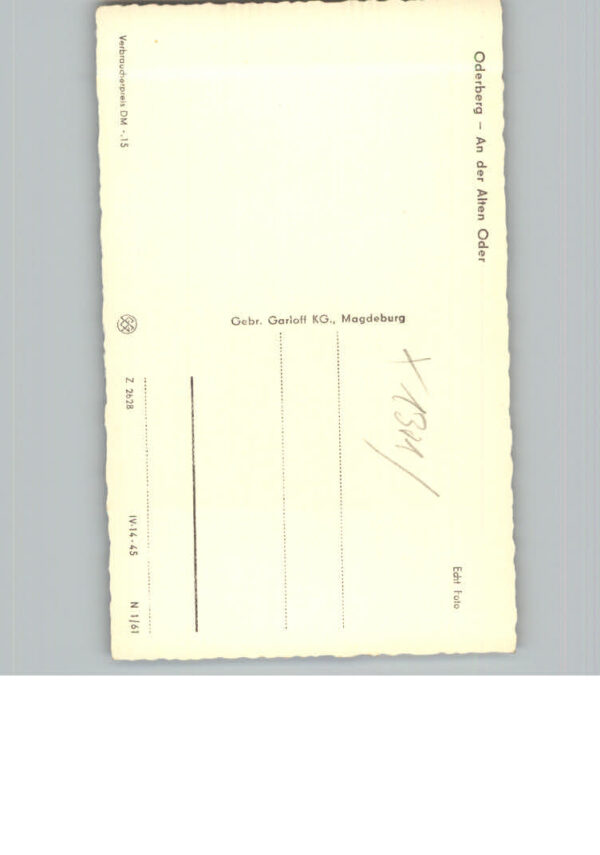 Oderberg – An der Alten Oder
Verbraucherpreis DM -.15
Gebr. Garloff KG., Magdeburg
Echt Foto
Z 2628
IV-14-45
N 1/61